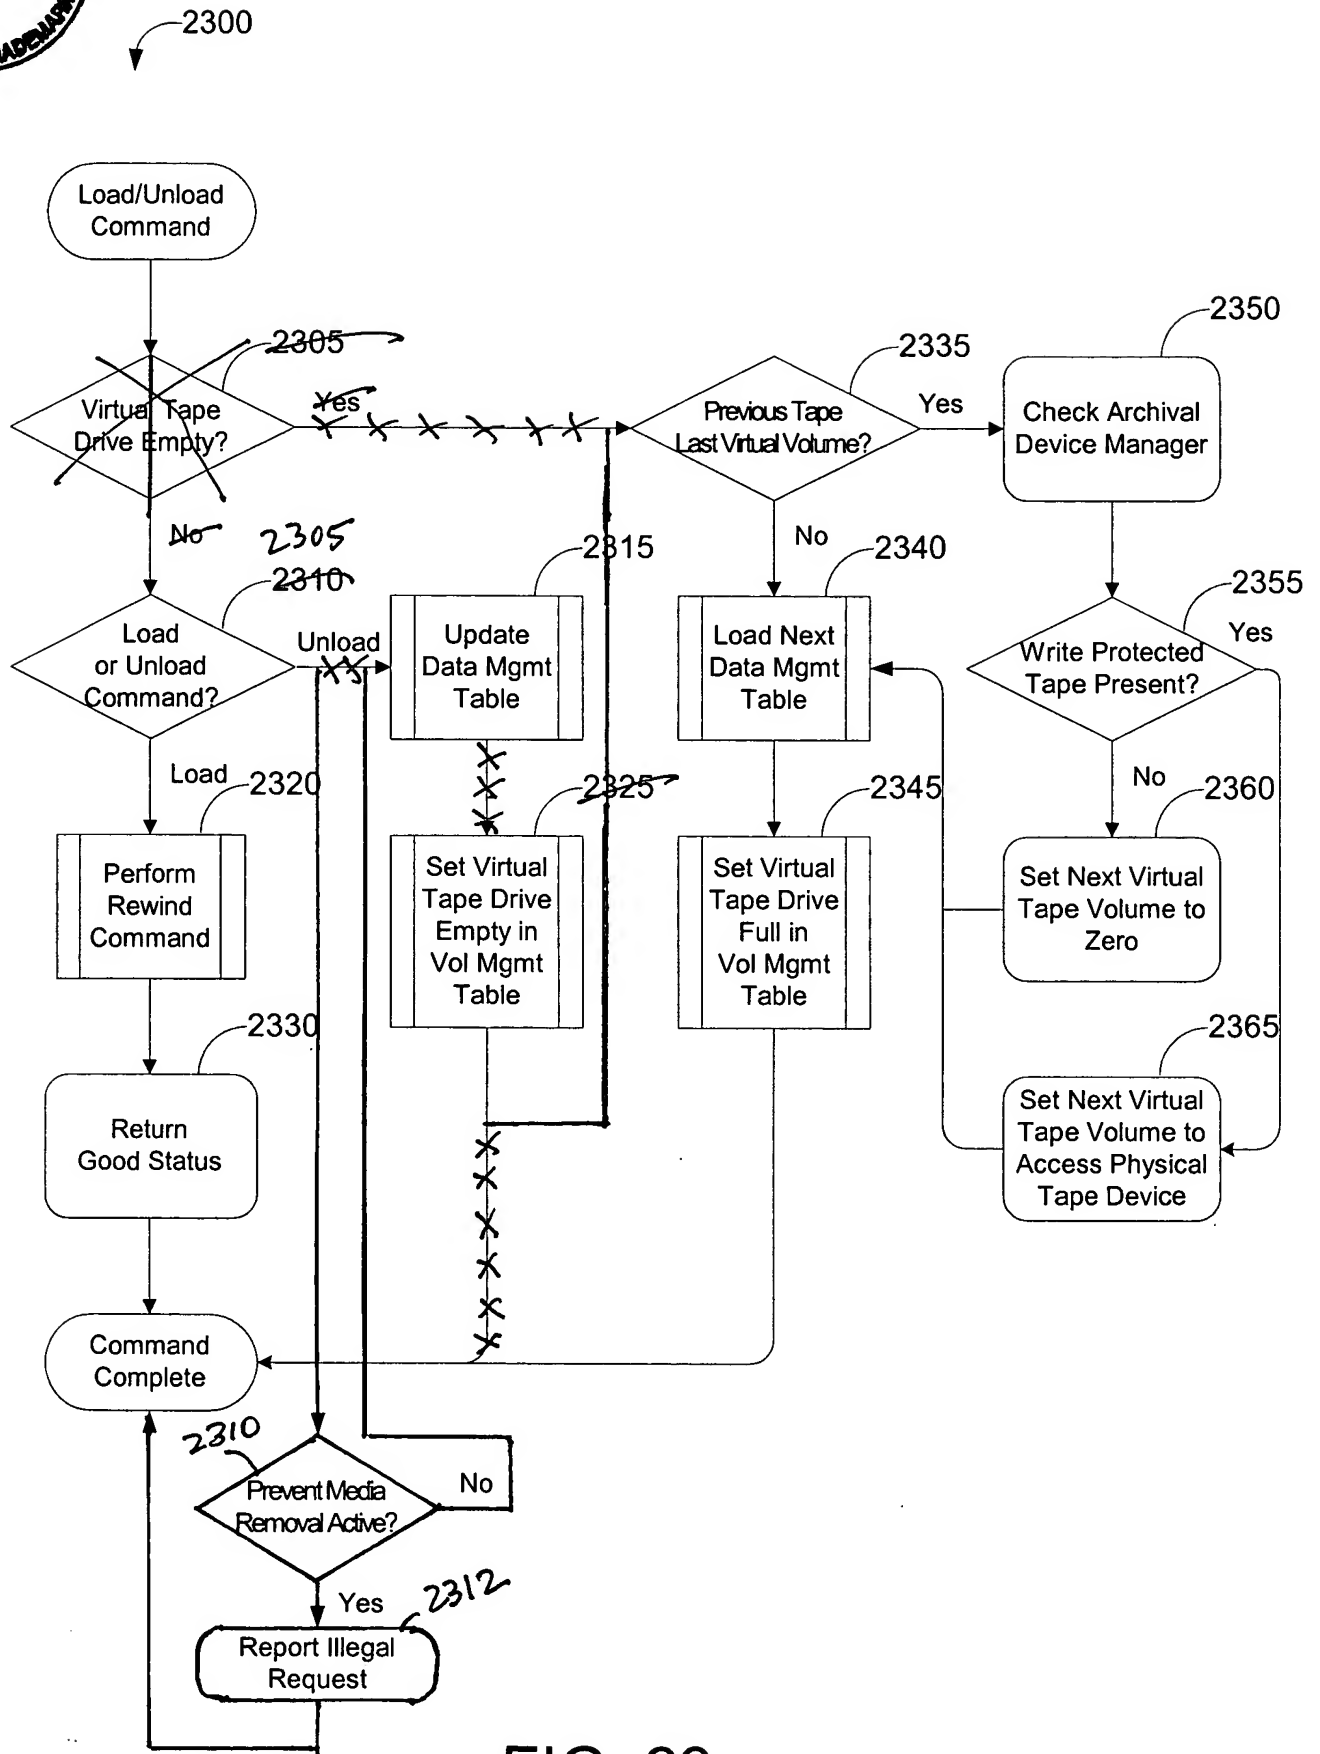 2300
Load/Unload
Command
2305
Virtual Tape
Drive Empty?
Yes
No
2305
2310
Load
or Unload
Command?
Unload
Load
2315
Update
Data Mgmt
Table
2320
Perform
Rewind
Command
2325
Set Virtual
Tape Drive
Empty in
Vol Mgmt
Table
2330
Return
Good Status
Command
Complete
2335
Previous Tape
Last Virtual Volume?
Yes
No
2340
Load Next
Data Mgmt
Table
2345
Set Virtual
Tape Drive
Full in
Vol Mgmt
Table
2350
Check Archival
Device Manager
2355
Write Protected
Tape Present?
Yes
No
2360
Set Next Virtual
Tape Volume to
Zero
2365
Set Next Virtual
Tape Volume to
Access Physical
Tape Device
2310
Prevent Media
Removal Active?
No
Yes
2312
Report Illegal
Request